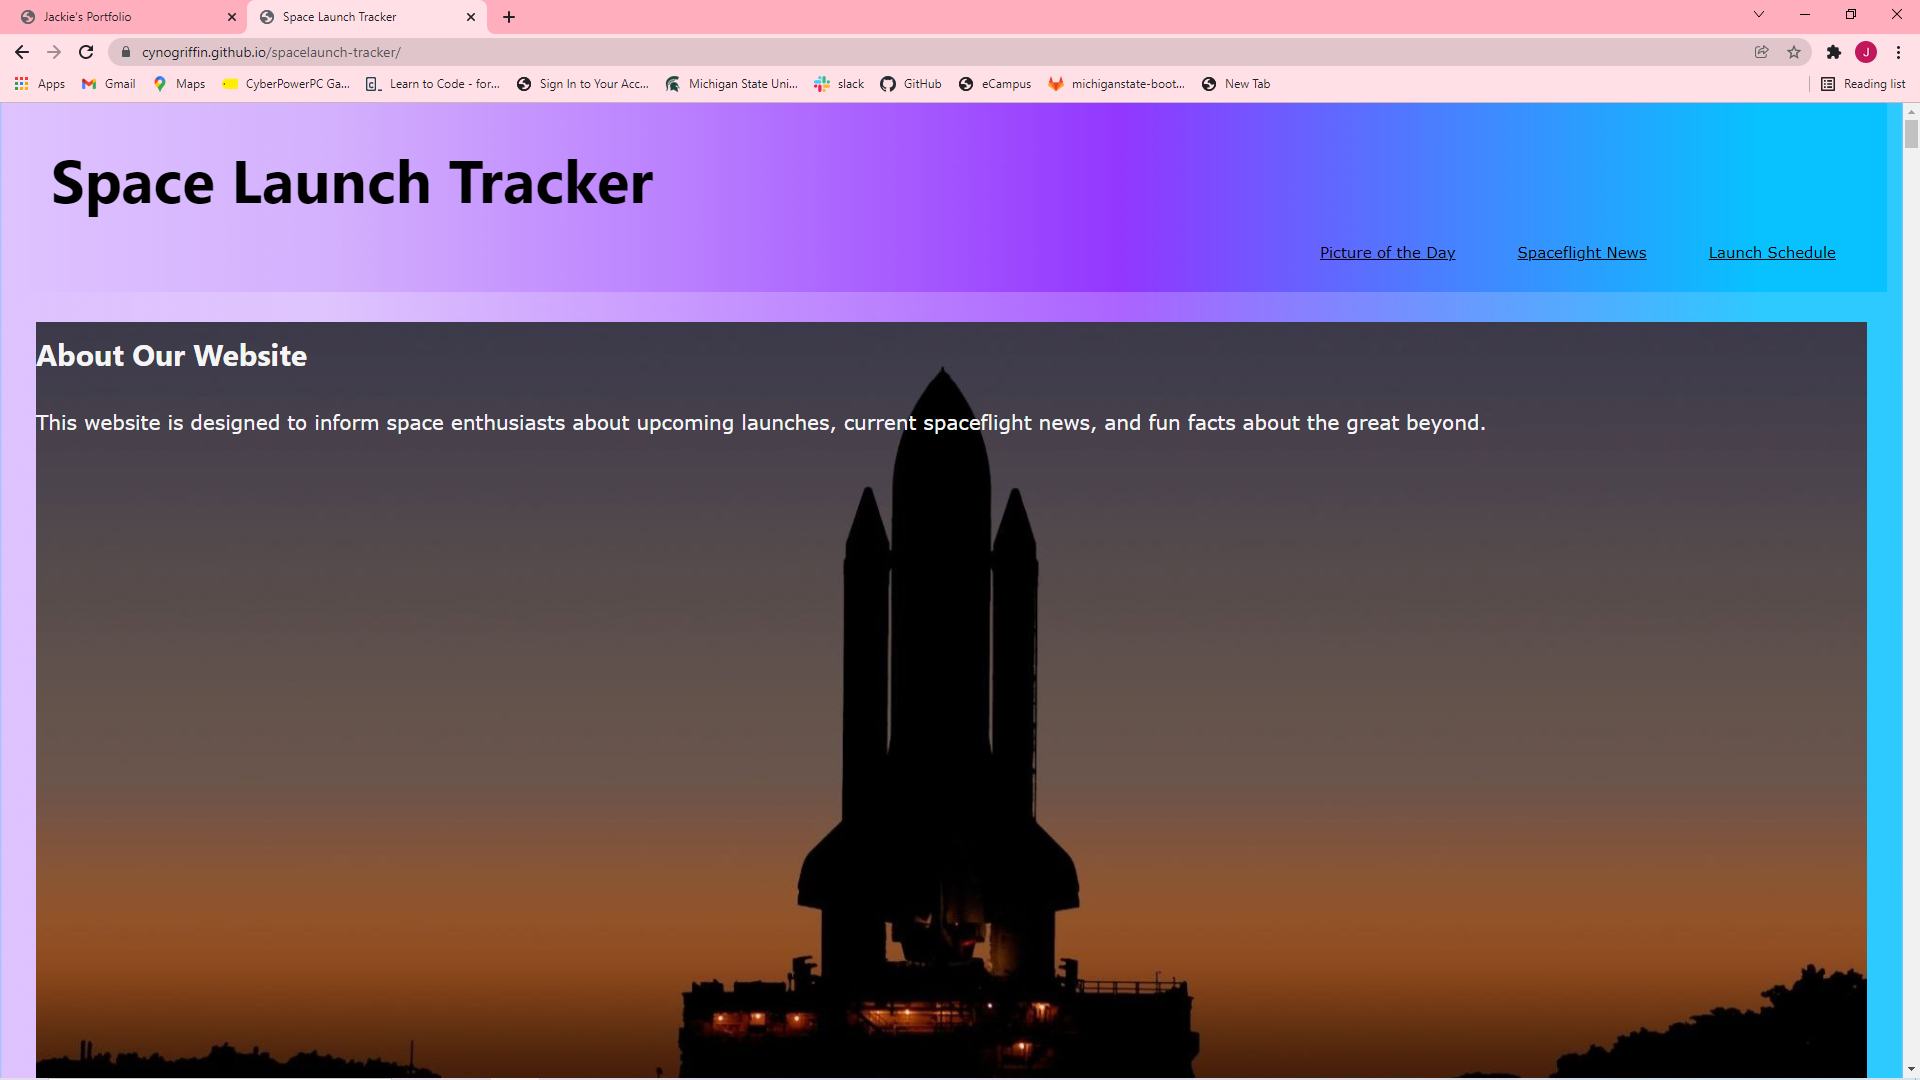 Jackie's Portfolio
Space Launch Tracker
cynogriffin.github.io/spacelaunch-tracker/
J
Apps Gmail Maps CyberPowerPC Ga... Learn to Code - for... Sign In to Your Acc... Michigan State Uni... slack GitHub eCampus michiganstate-boot... New Tab Reading list
Space Launch Tracker
Picture of the Day Spaceflight News Launch Schedule
About Our Website
This website is designed to inform space enthusiasts about upcoming launches, current spaceflight news, and fun facts about the great beyond.